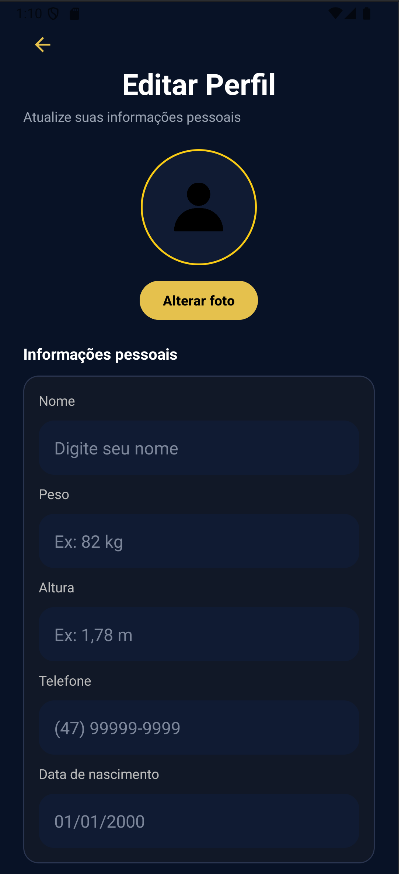 1:10
Editar Perfil
Atualize suas informações pessoais
Alterar foto
Informações pessoais
Nome
Digite seu nome
Peso
Ex: 82 kg
Altura
Ex: 1,78 m
Telefone
(47) 99999-9999
Data de nascimento
01/01/2000